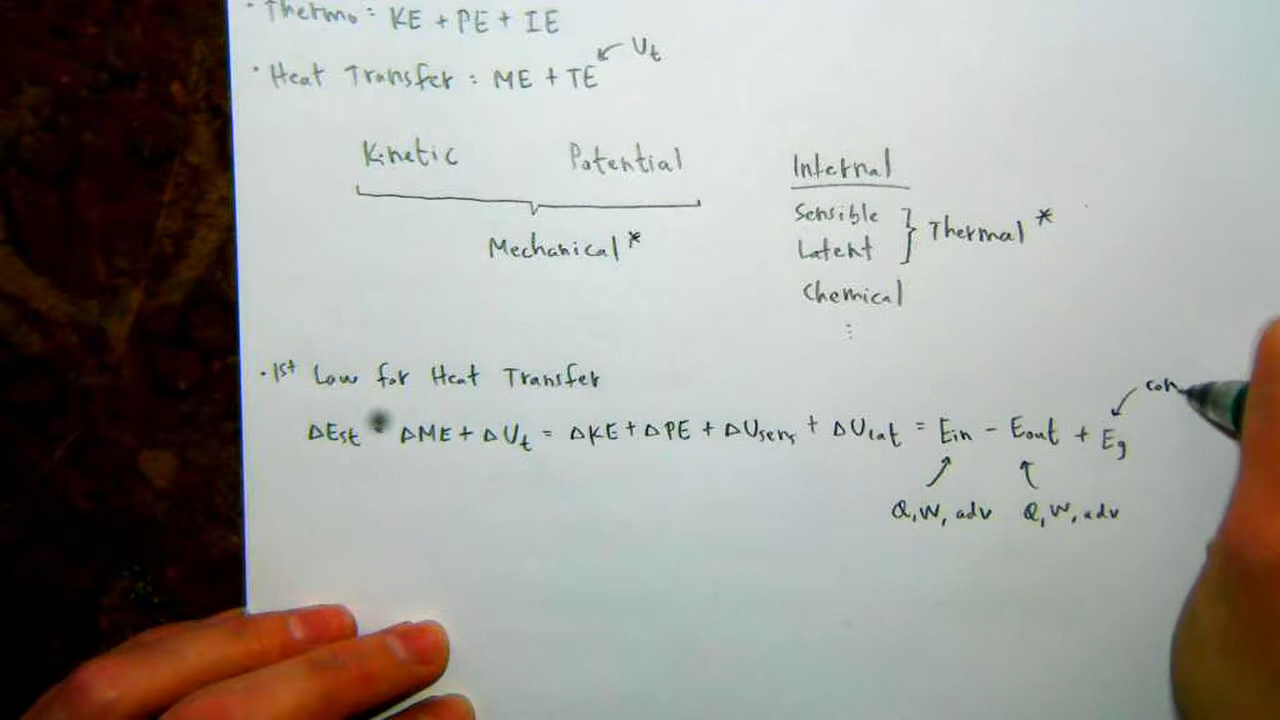 • Thermo: KE + PE + IE
Ut
• Heat Transfer: ME + TE
Kinetic Potential Internal
Sensible
Latent } Thermal *
Mechanical *
Chemical
⋮
• 1st Law for Heat Transfer
con
ΔEst ΔME + ΔUt = ΔKE + ΔPE + ΔUsens + ΔUlat = Ein - Eout + Eg
Q, W, adv Q, W, adv